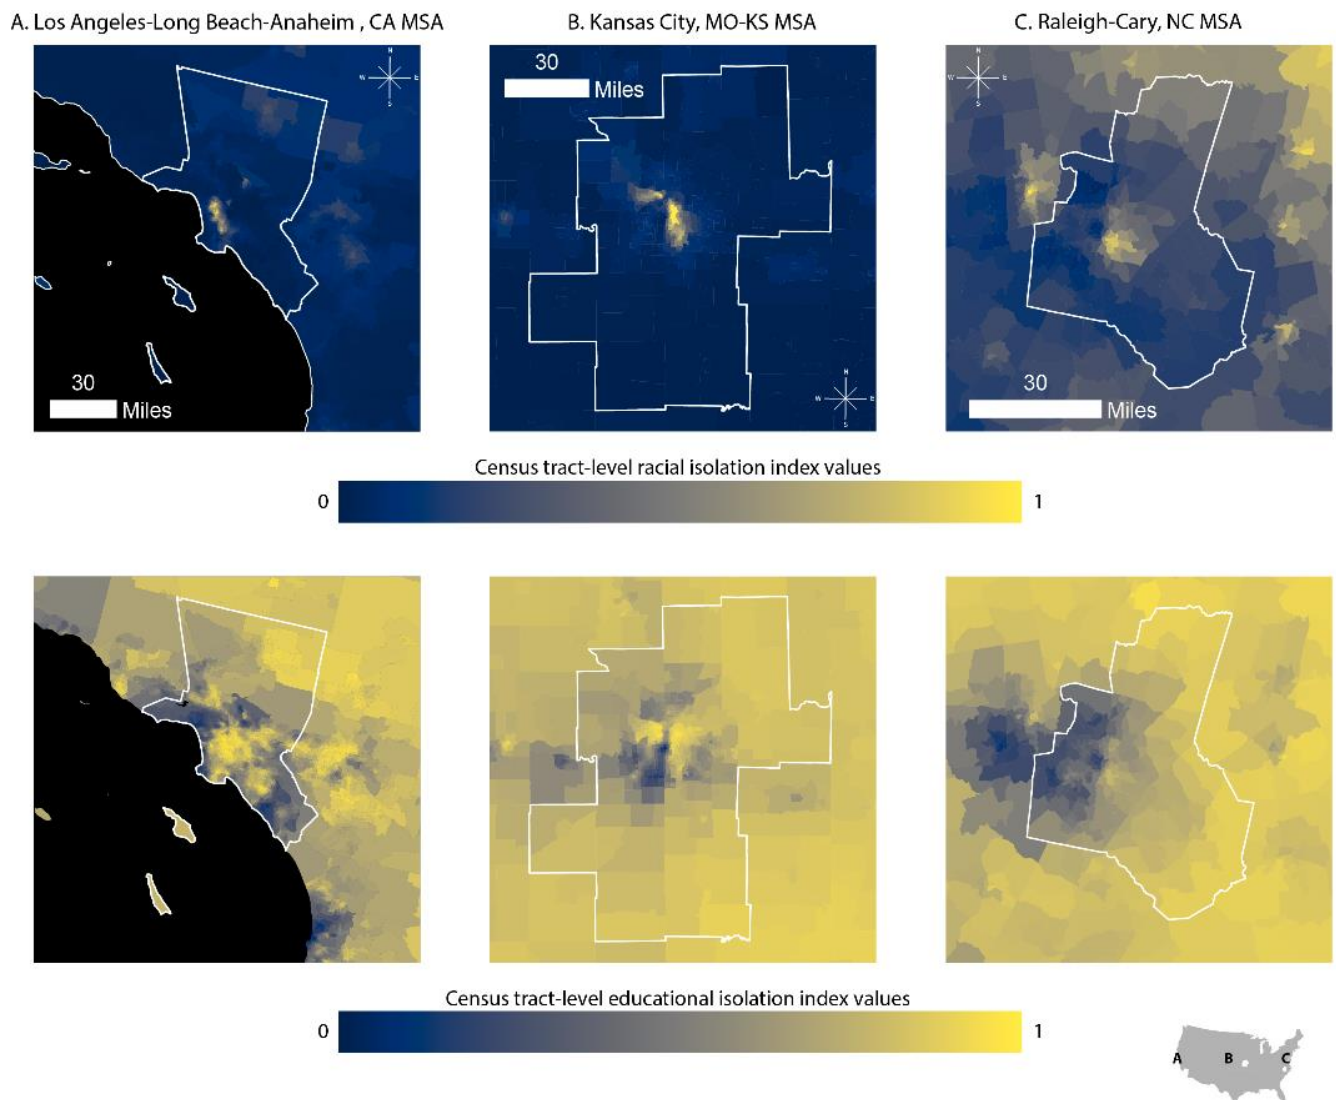 A. Los Angeles-Long Beach-Anaheim , CA MSA
B. Kansas City, MO-KS MSA
C. Raleigh-Cary, NC MSA
N
W E
S
30
Miles
N
W E
S
30
Miles
N
W E
S
30
Miles
Census tract-level racial isolation index values
0 1
Census tract-level educational isolation index values
0 1
A B C